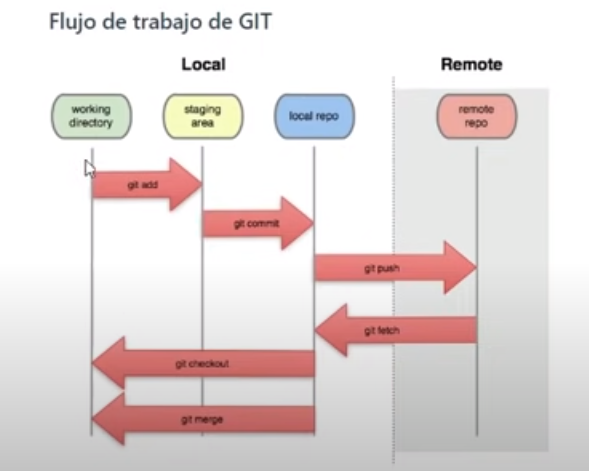 Flujo de trabajo de GIT
Local
Remote
working
directory
staging
area
local repo
remote
repo
git add
git commit
git push
git fetch
git checkout
git merge